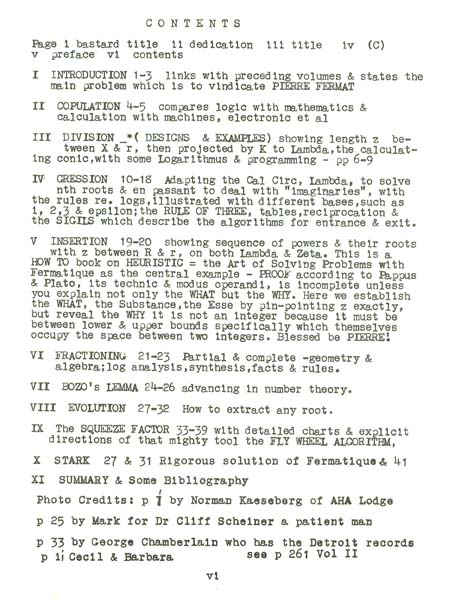 C O N T E N T S
Page i bastard title ii dedication iii title iv (C)
v preface vi contents
I INTRODUCTION 1-3 links with preceding volumes & states the
main problem which is to vindicate PIERRE FERMAT
II COPULATION 4-5 compares logic with mathematics &
calculation with machines, electronic et al
III DIVISION _*( DESIGNS & EXAMPLES) showing length z be-
tween X & r, then projected by K to Lambda,the calculat-
ing conic,with some Logarithmus & programming - pp 6-9
IV GRESSION 10-18 Adapting the Cal Circ, Lambda, to solve
nth roots & en passant to deal with "imaginaries", with
the rules re. logs,illustrated with different bases,such as
i, 2,3 & epsilon;the RULE OF THREE, tables,reciprocation &
the SIGILS which describe the algorithms for entrance & exit.
V INSERTION 19-20 showing sequence of powers & their roots
with z between R & r, on both Lambda & Zeta. This is a
HOW TO book on HEURISTIC = the Art of Solving Problems with
Fermatique as the central example - PROOF according to Pappus
& Plato, its technic & modus operandi, is incomplete unless
you explain not only the WHAT but the WHY. Here we establish
the WHAT, the Substance,the Esse by pin-pointing z exactly,
but reveal the WHY it is not an integer because it must be
between lower & upper bounds specifically which themselves
occupy the space between two integers. Blessed be PIERRE!
VI FRACTIONING 21-23 Partial & complete -geometry &
algebra;log analysis,synthesis,facts & rules.
VII BOZO's LEMMA 24-26 advancing in number theory.
VIII EVOLUTION 27-32 How to extract any root.
IX The SQUEEZE FACTOR 33-39 with detailed charts & explicit
directions of that mighty tool the FLY WHEEL ALGORITHM,
X STARK 27 & 31 Rigorous solution of Fermatique & 41
XI SUMMARY & Some Bibliography
Photo Credits: p by Norman Kaeseberg of AHA Lodge
p 25 by Mark for Dr Cliff Scheiner a patient man
p 33 by George Chamberlain who has the Detroit records
p ii Cecil & Barbara see p 261 Vol II
vi